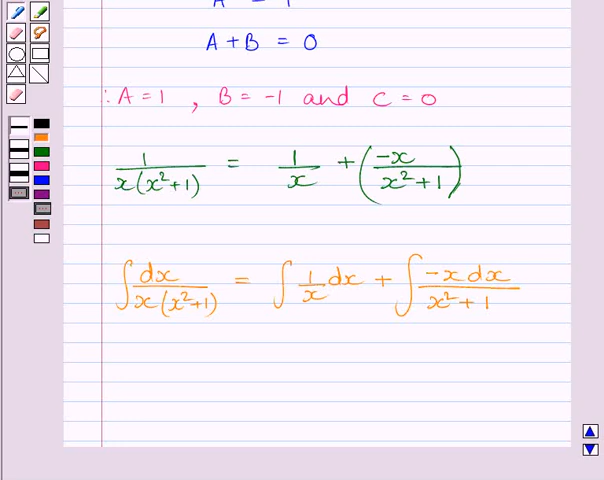 A = 1
A + B = 0
∴ A = 1 , B = -1 and C = 0
1/(x(x²+1)) = 1/x + (-x/(x²+1))
∫ dx/(x(x²+1)) = ∫ 1/x dx + ∫ -x dx/(x²+1)